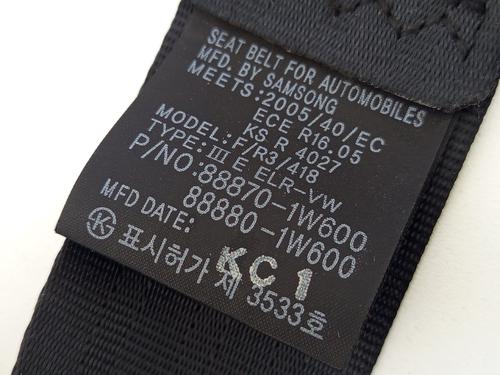 SEAT BELT FOR AUTOMOBILES
MFD. BY SAMSONG
MEETS:2005/40/EC
ECE R16.05
KS R 4027
MODEL:F/R3/418
TYPE:III E ELR-VW
P/NO:88870-1W600
88880-1W600
MFD DATE: KC1
K 표시허가 제 3533호